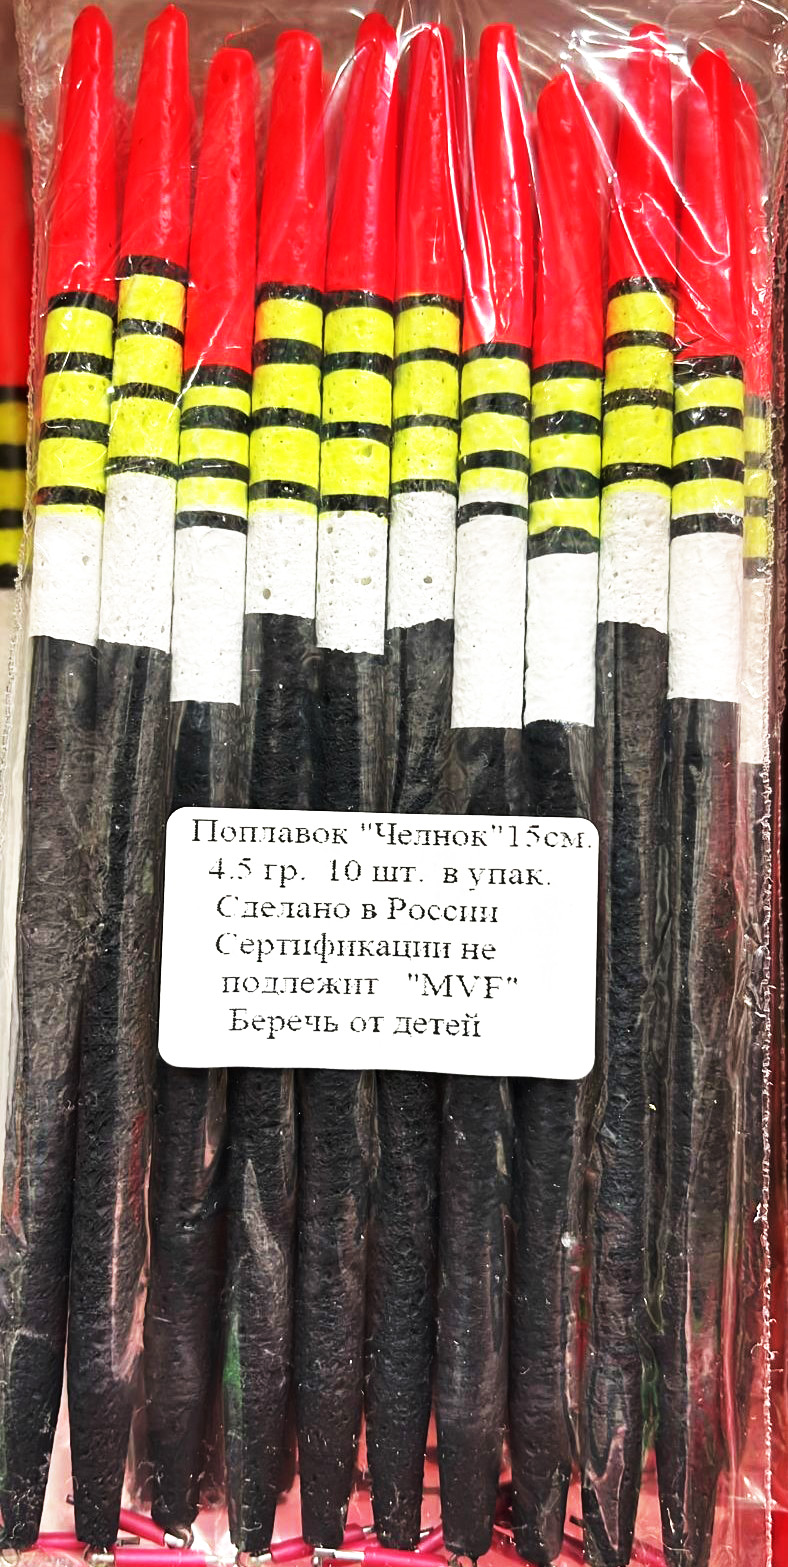 Поплавок "Челнок"15см.
4.5 гр. 10 шт. в упак.
Сделано в России
Сертификации не
подлежит "MVF"
Беречь от детей